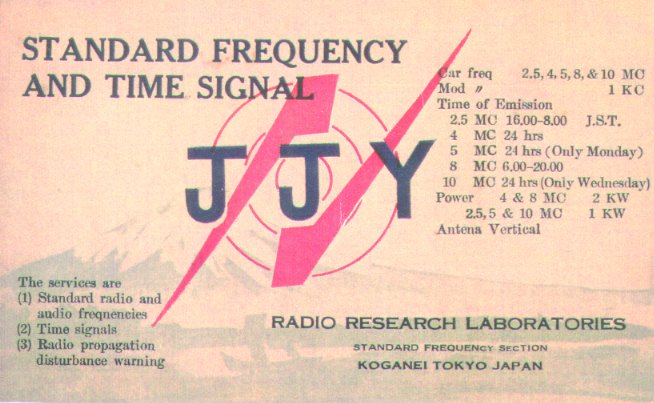 STANDARD FREQUENCY
AND TIME SIGNAL
JJY
Car freq 2.5, 4, 5, 8, & 10 MC
Mod 〃 1 KC
Time of Emission
2.5 MC 16.00-8.00 J.S.T.
4 MC 24 hrs
5 MC 24 hrs (Only Monday)
8 MC 6.00-20.00
10 MC 24 hrs (Only Wednesday)
Power 4 & 8 MC 2 KW
2.5, 5 & 10 MC 1 KW
Antena Vertical
The services are
(1) Standard radio and
audio freqnencies
(2) Time signals
(3) Radio propagation
disturbance warning
RADIO RESEARCH LABORATORIES
STANDARD FREQUENCY SECTION
KOGANEI TOKYO JAPAN